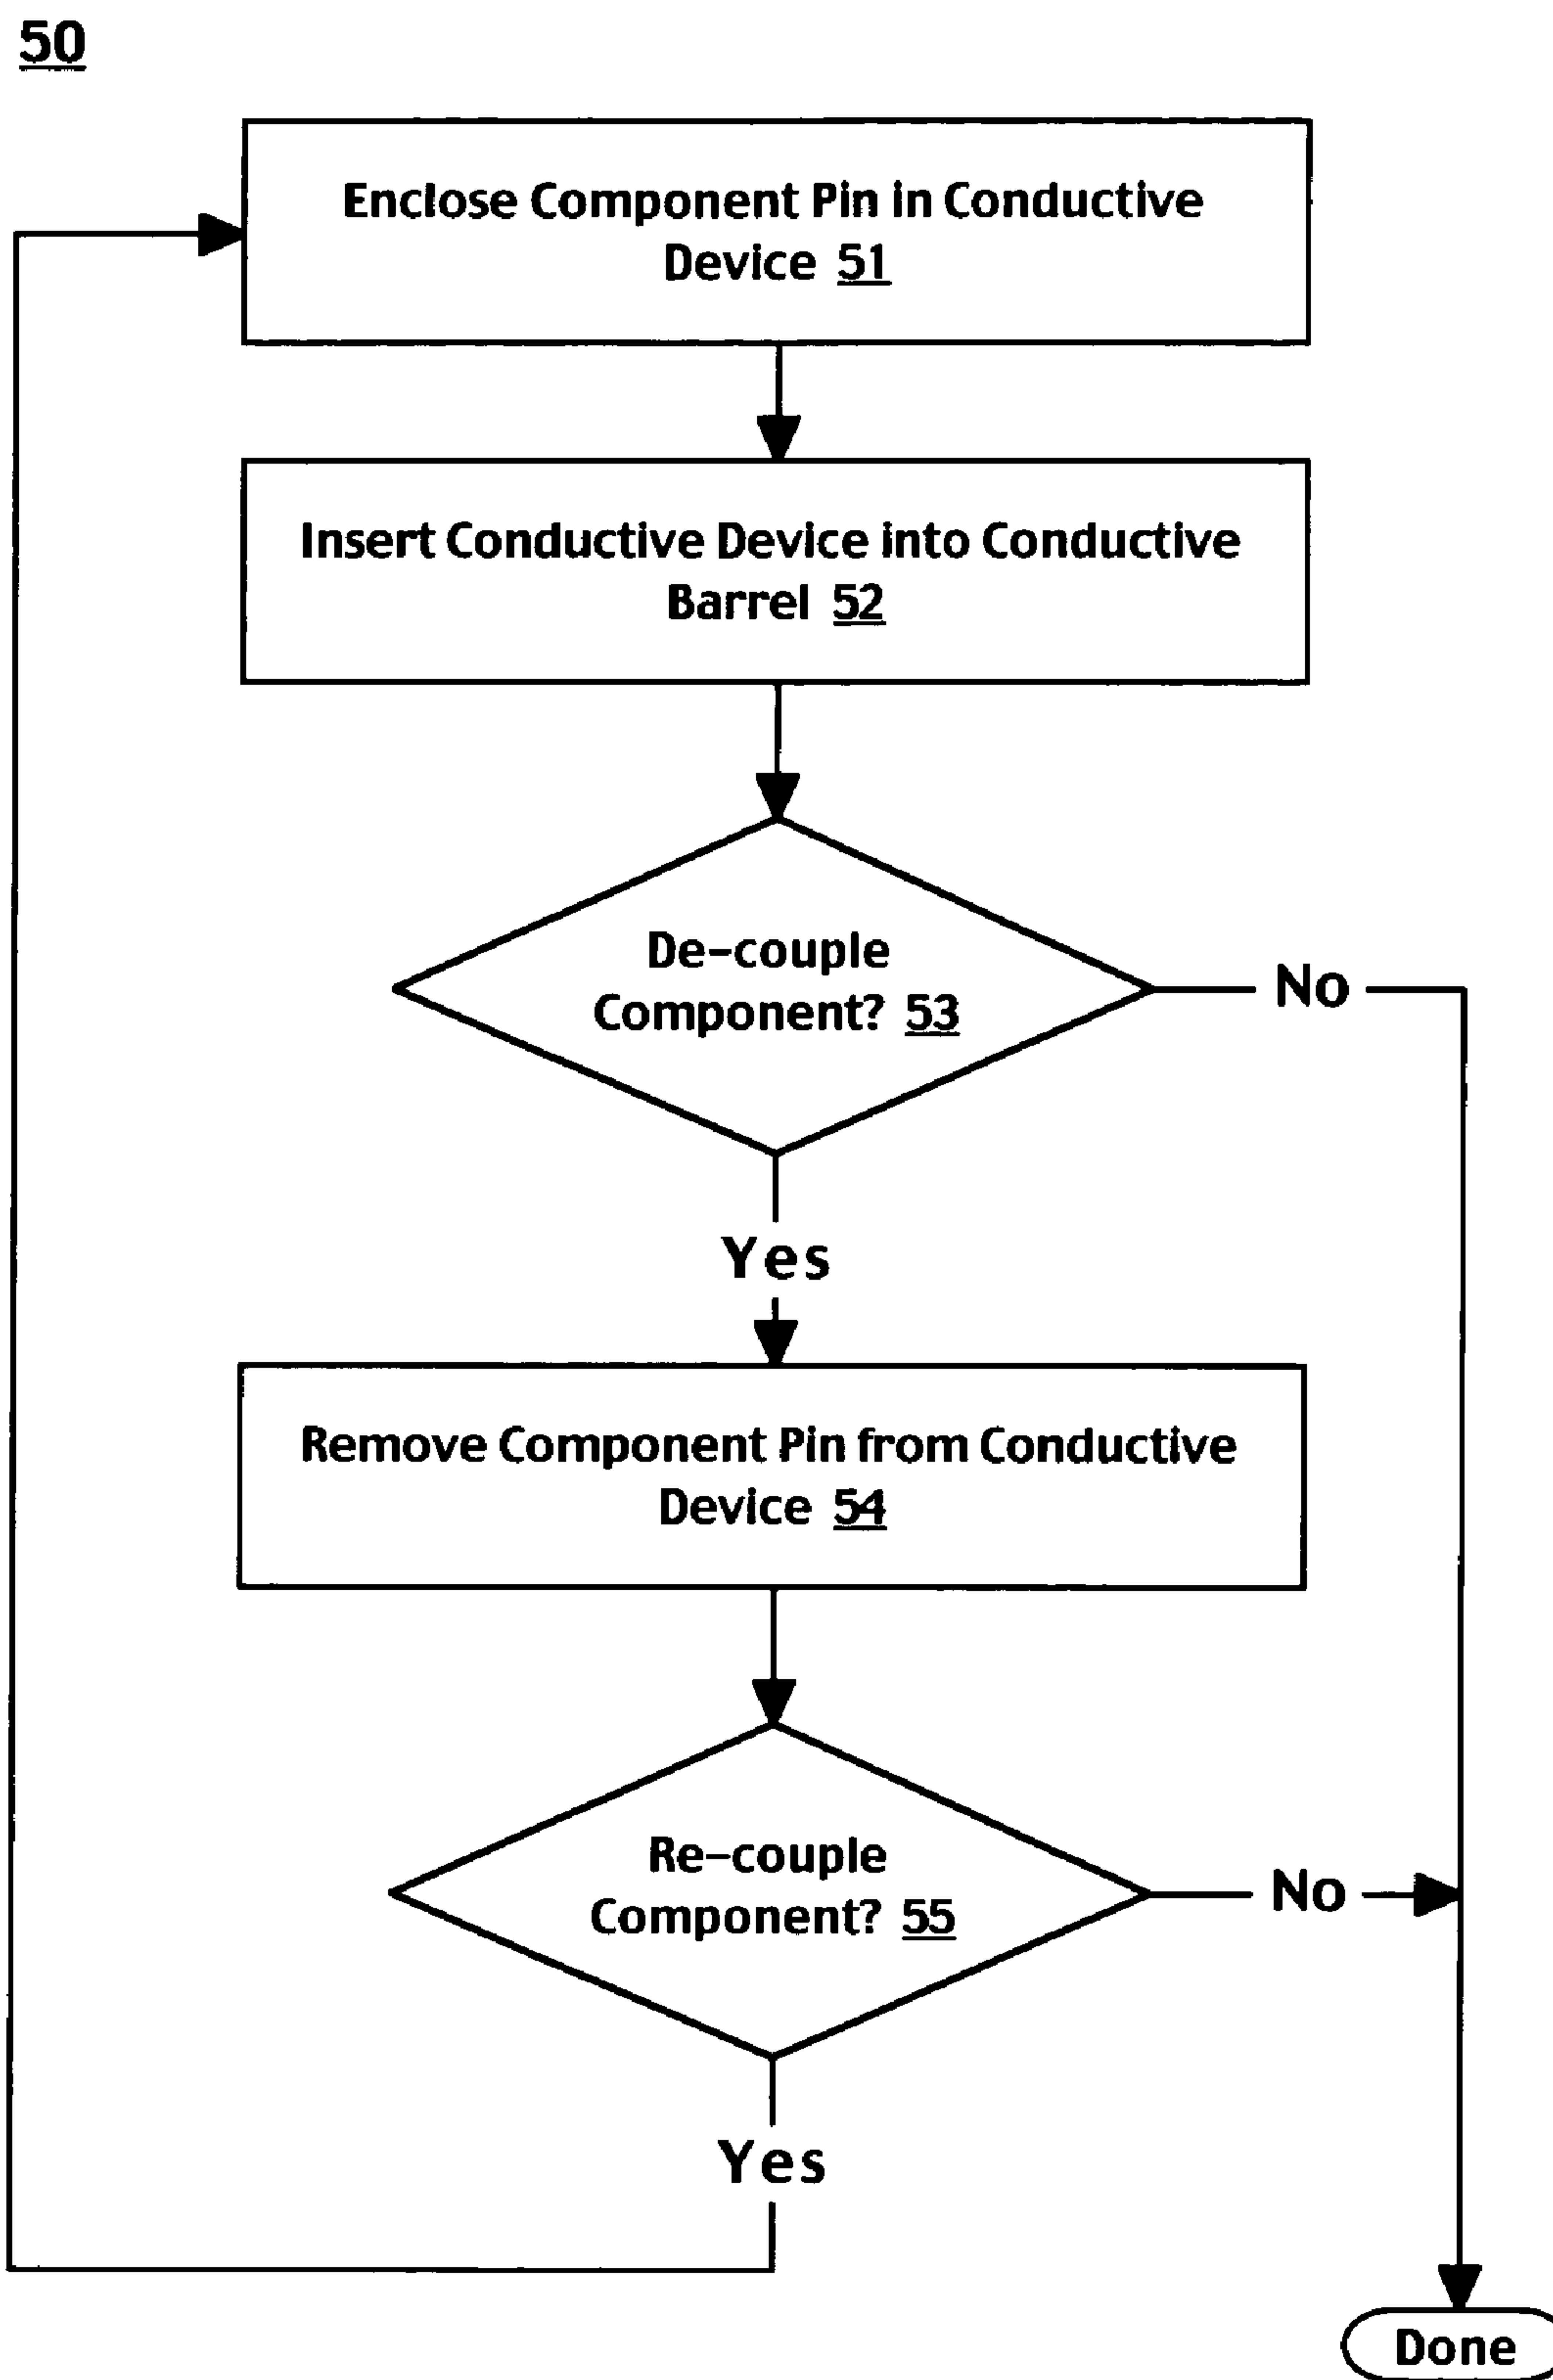 50
Enclose Component Pin in Conductive
Device 51
Insert Conductive Device into Conductive
Barrel 52
De-couple
Component? 53
No
Yes
Remove Component Pin from Conductive
Device 54
Re-couple
Component? 55
No
Yes
Done